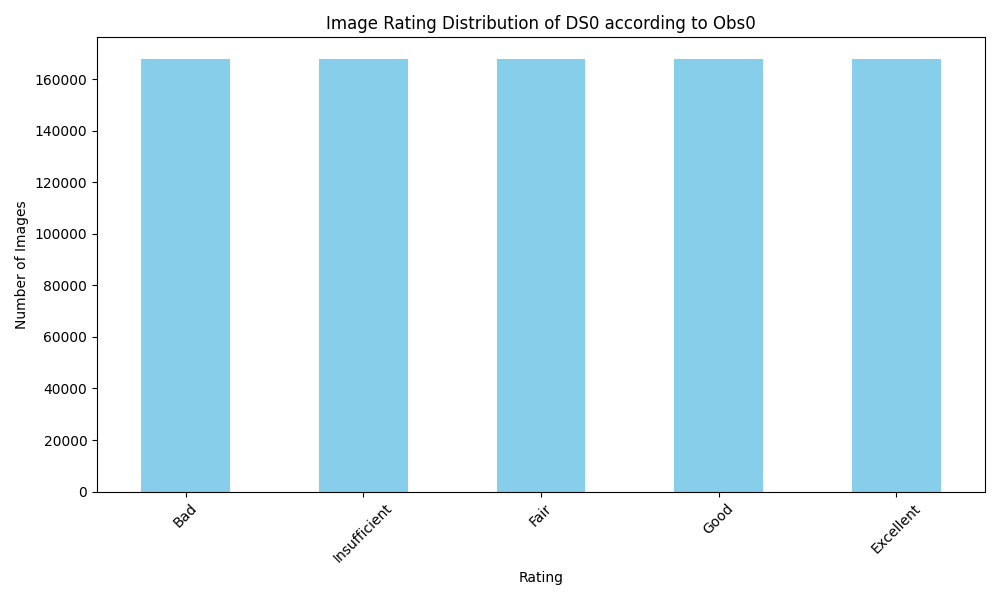 Image Rating Distribution of DS0 according to Obs0
Number of Images
160000
140000
120000
100000
80000
60000
40000
20000
0
Bad
Insufficient
Fair
Good
Excellent
Rating